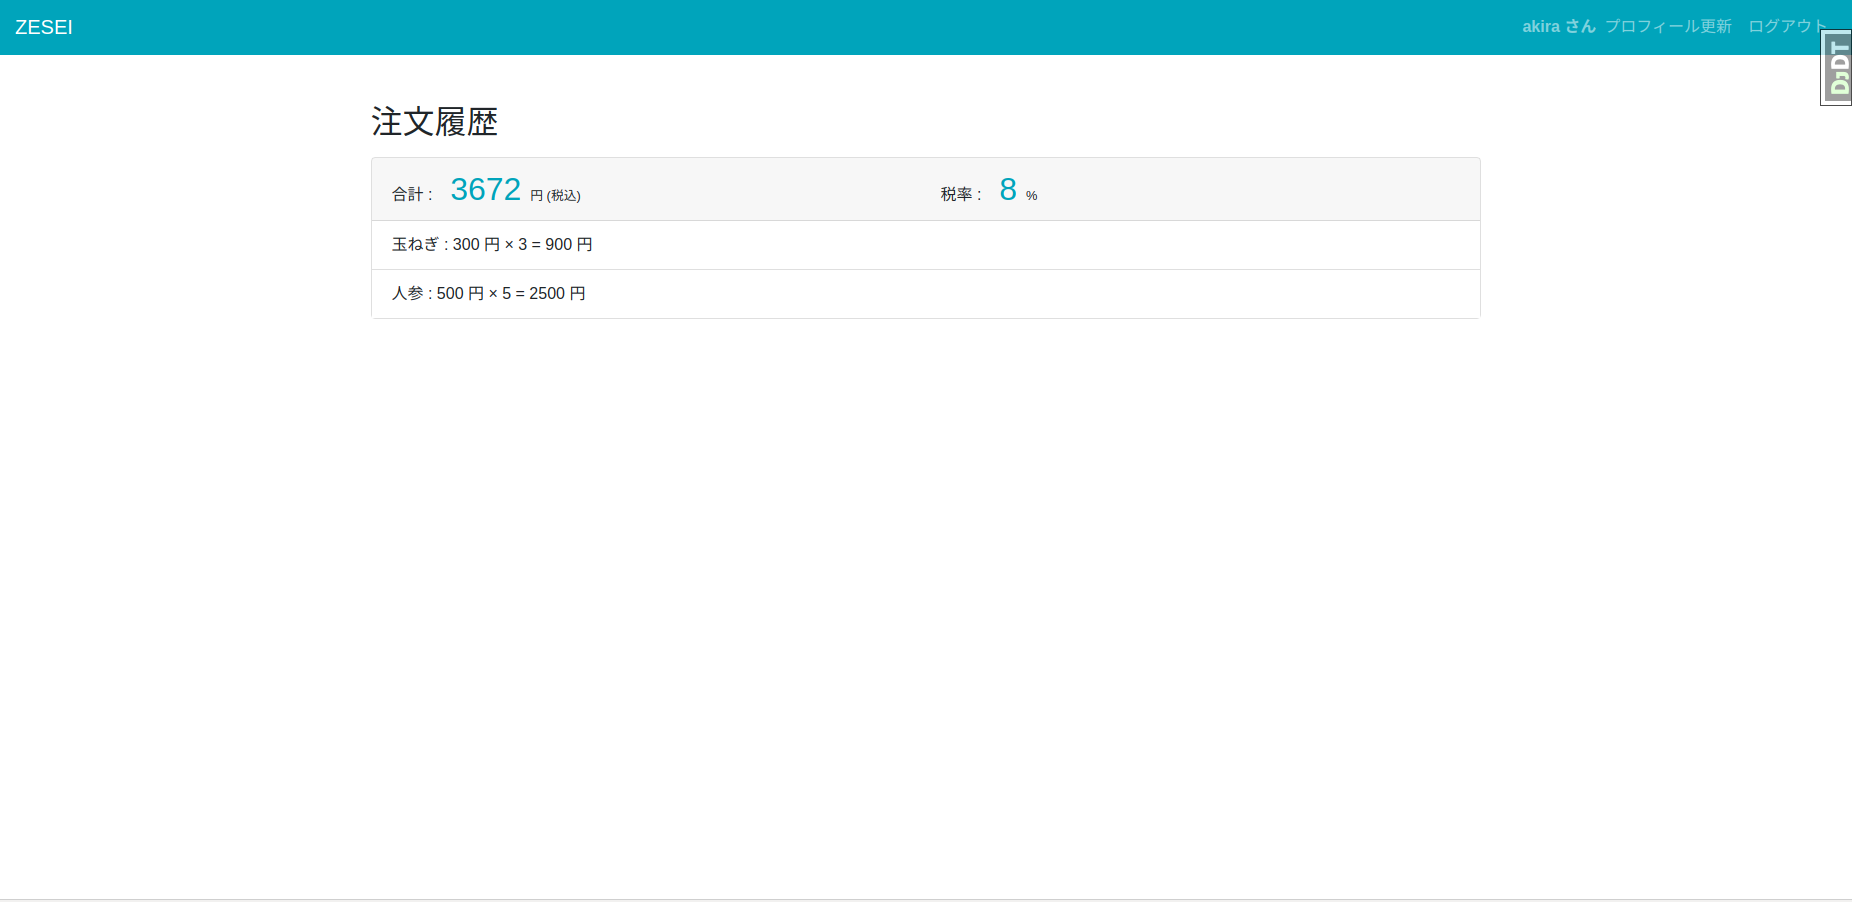 ZESEI
akira さん プロフィール更新 ログアウト
DjDT
注文履歴
合計 : 3672 円 (税込) 税率 : 8 %
玉ねぎ : 300 円 × 3 = 900 円
人参 : 500 円 × 5 = 2500 円